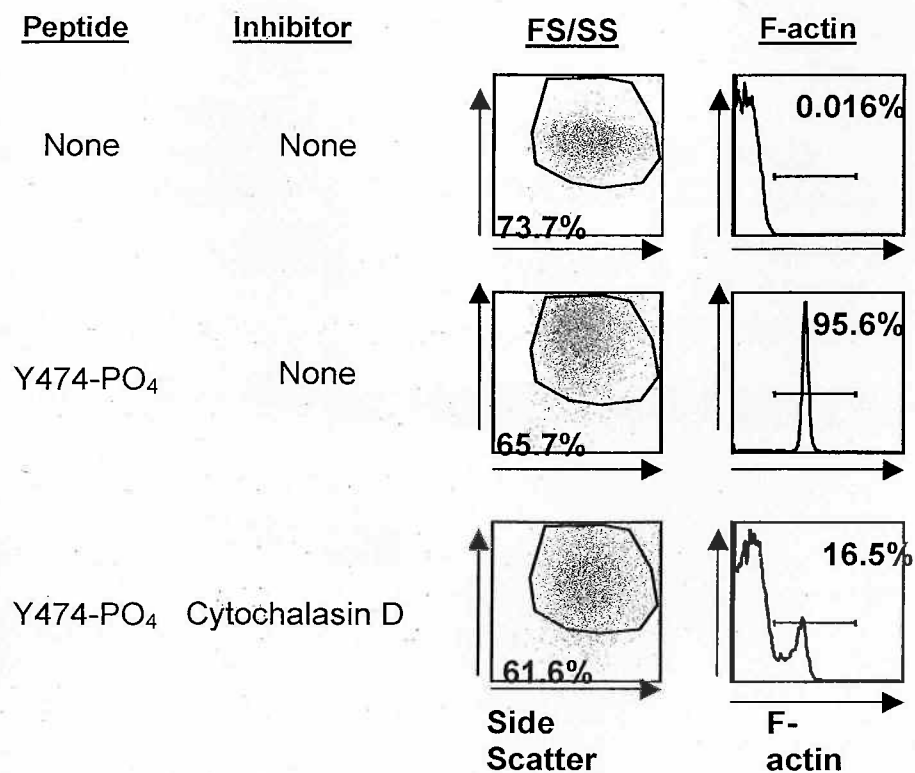 Peptide Inhibitor FS/SS F-actin
None None 73.7% 0.016%
Y474-PO₄ None 65.7% 95.6%
Y474-PO₄ Cytochalasin D 61.6% 16.5%
Side F-
Scatter actin